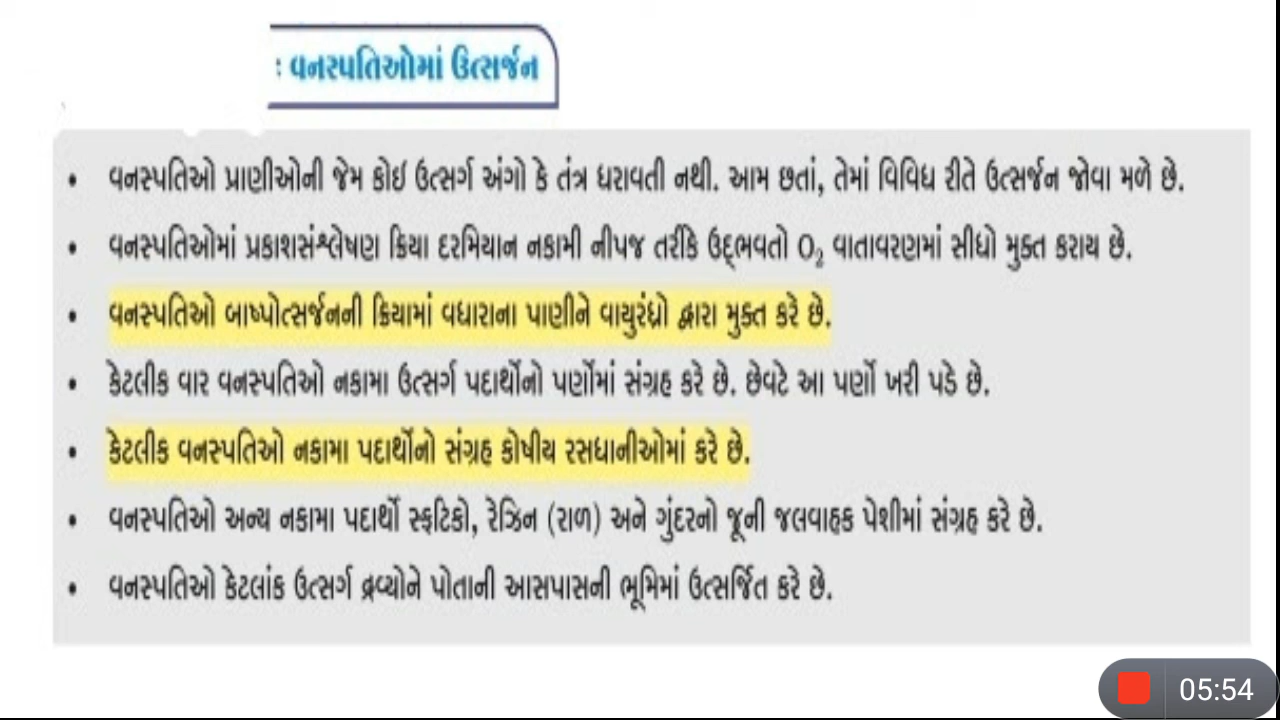 : વનસ્પતિઓમાં ઉત્સર્જન
• વનસ્પતિઓ પ્રાણીઓની જેમ કોઈ ઉત્સર્ગ અંગો કે તંત્ર ધરાવતી નથી. આમ છતાં, તેમાં વિવિધ રીતે ઉત્સર્જન જોવા મળે છે.
• વનસ્પતિઓમાં પ્રકાશસંશ્લેષણ ક્રિયા દરમિયાન નકામી નીપજ તરીકે ઉદ્ભવતો O₂ વાતાવરણમાં સીધો મુક્ત કરાય છે.
• વનસ્પતિઓ બાષ્પોત્સર્જનની ક્રિયામાં વધારાના પાણીને વાયુરંધ્રો દ્વારા મુક્ત કરે છે.
• કેટલીક વાર વનસ્પતિઓ નકામા ઉત્સર્ગ પદાર્થોનો પર્ણોમાં સંગ્રહ કરે છે. છેવટે આ પર્ણો ખરી પડે છે.
• કેટલીક વનસ્પતિઓ નકામા પદાર્થોનો સંગ્રહ કોષીય રસધાનીઓમાં કરે છે.
• વનસ્પતિઓ અન્ય નકામા પદાર્થો સ્ફટિકો, રેઝિન (રાળ) અને ગુંદરનો જૂની જલવાહક પેશીમાં સંગ્રહ કરે છે.
• વનસ્પતિઓ કેટલાંક ઉત્સર્ગ દ્રવ્યોને પોતાની આસપાસની ભૂમિમાં ઉત્સર્જિત કરે છે.
05:54